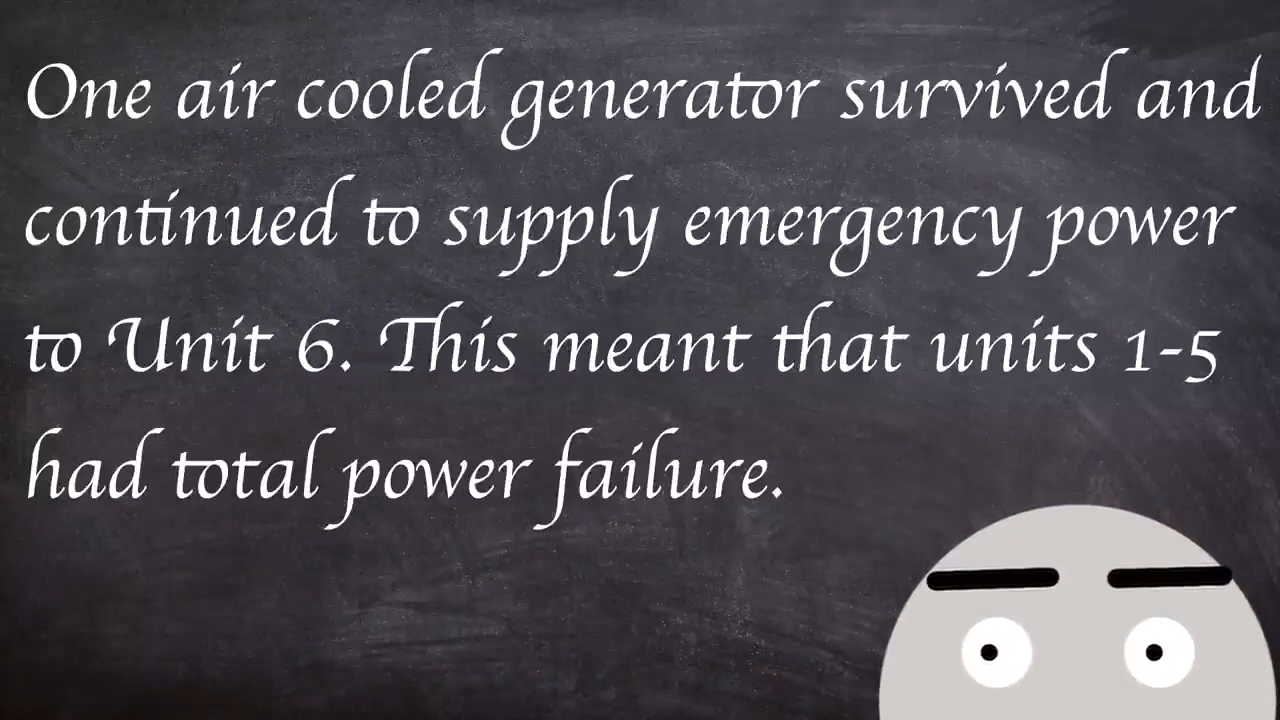 One air cooled generator survived and
continued to supply emergency power
to Unit 6. This meant that units 1-5
had total power failure.